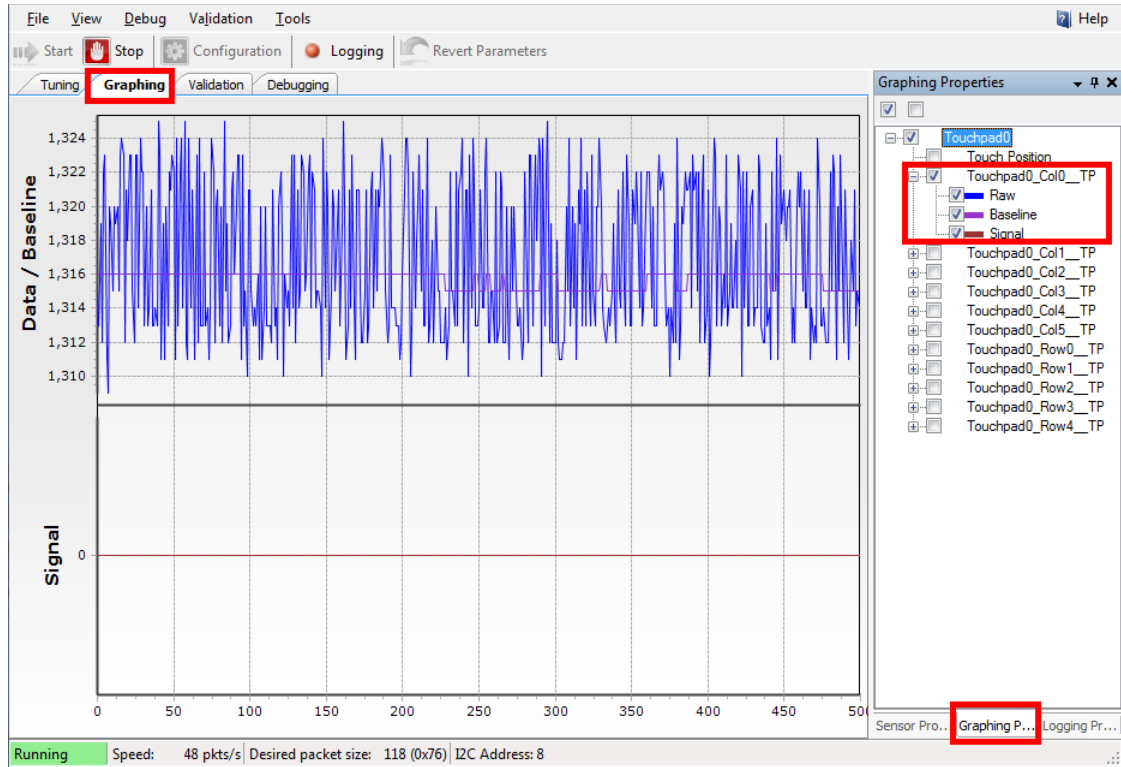 File View Debug Validation Tools Help
Start Stop Configuration Logging Revert Parameters
Tuning Graphing Validation Debugging
Data / Baseline
1,324
1,322
1,320
1,318
1,316
1,314
1,312
1,310
Signal
0
0 50 100 150 200 250 300 350 400 450 500
Graphing Properties
Touchpad0
Touch Position
Touchpad0_Col0__TP
Raw
Baseline
Signal
Touchpad0_Col1__TP
Touchpad0_Col2__TP
Touchpad0_Col3__TP
Touchpad0_Col4__TP
Touchpad0_Col5__TP
Touchpad0_Row0__TP
Touchpad0_Row1__TP
Touchpad0_Row2__TP
Touchpad0_Row3__TP
Touchpad0_Row4__TP
Sensor Pro... Graphing P... Logging Pr...
Running Speed: 48 pkts/s Desired packet size: 118 (0x76) I2C Address: 8